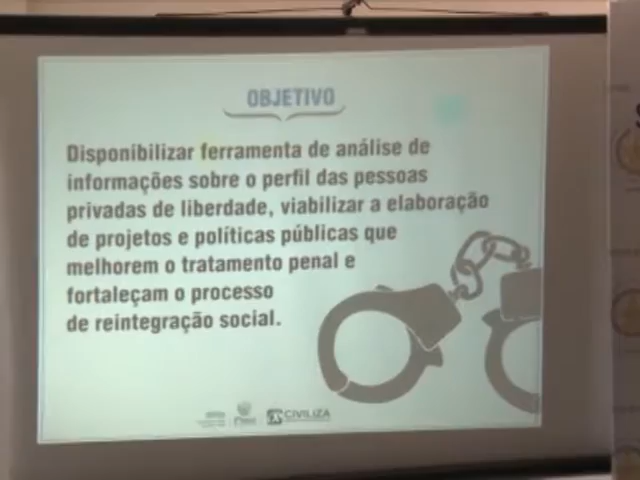 OBJETIVO
Disponibilizar ferramenta de análise de
informações sobre o perfil das pessoas
privadas de liberdade, viabilizar a elaboração
de projetos e políticas públicas que
melhorem o tratamento penal e
fortaleçam o processo
de reintegração social.
CIVILIZA